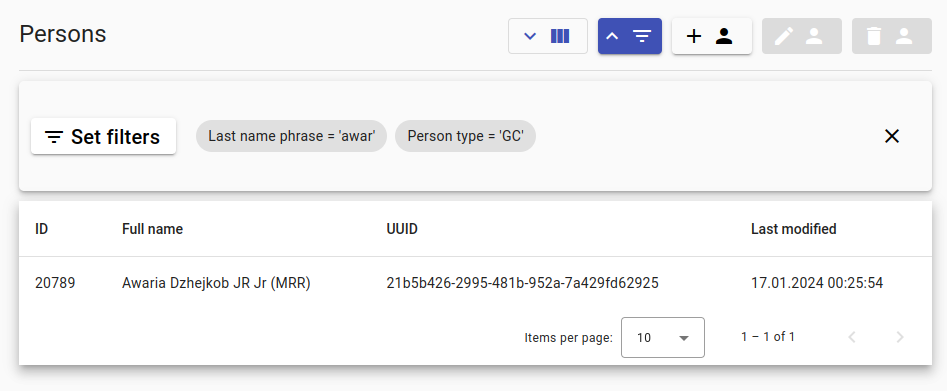 Persons
Set filters
Last name phrase = 'awar'
Person type = 'GC'
ID Full name UUID Last modified
20789 Awaria Dzhejkob JR Jr (MRR) 21b5b426-2995-481b-952a-7a429fd62925 17.01.2024 00:25:54
Items per page: 10 1 – 1 of 1